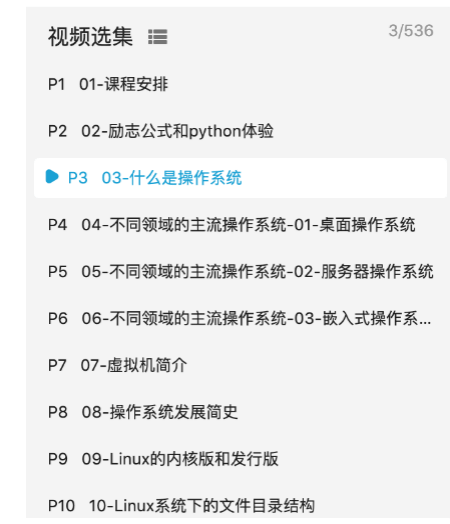 视频选集
3/536
P1 01-课程安排
P2 02-励志公式和python体验
P3 03-什么是操作系统
P4 04-不同领域的主流操作系统-01-桌面操作系统
P5 05-不同领域的主流操作系统-02-服务器操作系统
P6 06-不同领域的主流操作系统-03-嵌入式操作系...
P7 07-虚拟机简介
P8 08-操作系统发展简史
P9 09-Linux的内核版和发行版
P10 10-Linux系统下的文件目录结构